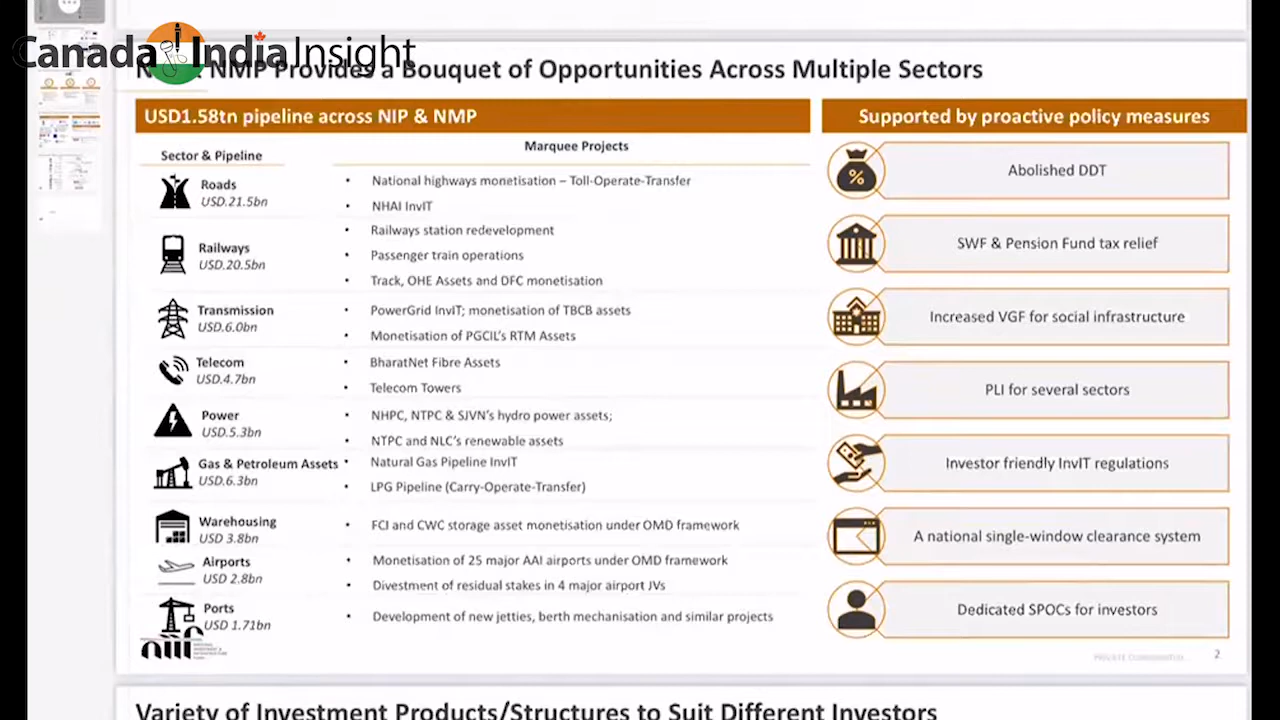 Canada India Insight
NMP Provides a Bouquet of Opportunities Across Multiple Sectors
USD1.58tn pipeline across NIP & NMP
Supported by proactive policy measures
Sector & Pipeline
Marquee Projects
Roads
USD.21.5bn
• National highways monetisation – Toll-Operate-Transfer
• NHAI InvIT
Railways
USD.20.5bn
• Railways station redevelopment
• Passenger train operations
• Track, OHE Assets and DFC monetisation
Transmission
USD.6.0bn
• PowerGrid InvIT; monetisation of TBCB assets
• Monetisation of PGCIL's RTM Assets
Telecom
USD.4.7bn
• BharatNet Fibre Assets
• Telecom Towers
Power
USD.5.3bn
• NHPC, NTPC & SJVN's hydro power assets;
• NTPC and NLC's renewable assets
Gas & Petroleum Assets
USD.6.3bn
• Natural Gas Pipeline InvIT
• LPG Pipeline (Carry-Operate-Transfer)
Warehousing
USD 3.8bn
• FCI and CWC storage asset monetisation under OMD framework
Airports
USD 2.8bn
• Monetisation of 25 major AAI airports under OMD framework
• Divestment of residual stakes in 4 major airport JVs
Ports
USD 1.71bn
• Development of new jetties, berth mechanisation and similar projects
Abolished DDT
SWF & Pension Fund tax relief
Increased VGF for social infrastructure
PLI for several sectors
Investor friendly InvIT regulations
A national single-window clearance system
Dedicated SPOCs for investors
2
Variety of Investment Products/Structures to Suit Different Investors